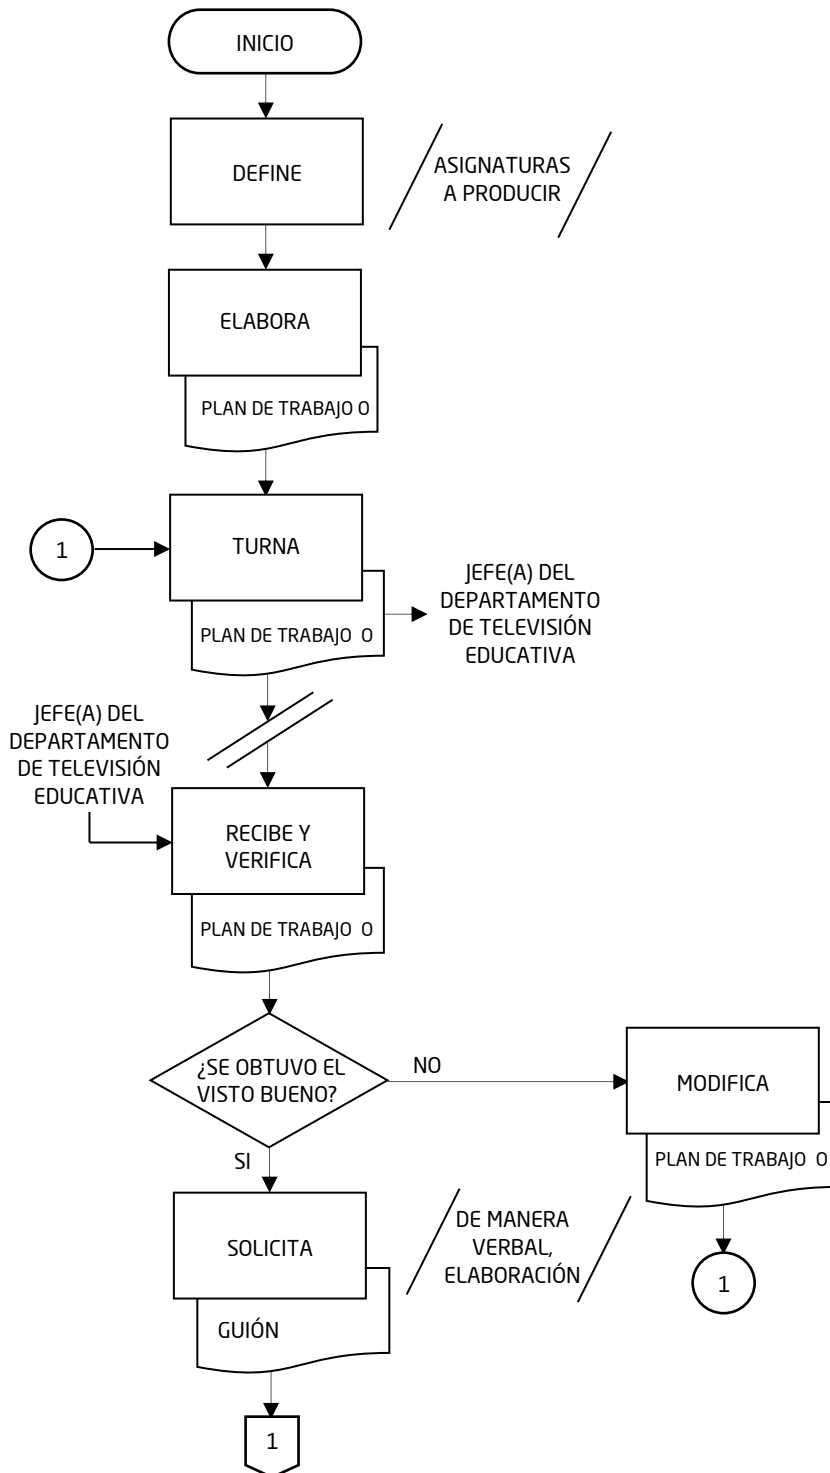 INICIO
DEFINE
ASIGNATURAS
A PRODUCIR
ELABORA
PLAN DE TRABAJO O
TURNA
1
PLAN DE TRABAJO O
JEFE(A) DEL
DEPARTAMENTO
DE TELEVISIÓN
EDUCATIVA
JEFE(A) DEL
DEPARTAMENTO
DE TELEVISIÓN
EDUCATIVA
RECIBE Y
VERIFICA
PLAN DE TRABAJO O
¿SE OBTUVO EL
VISTO BUENO?
NO
MODIFICA
PLAN DE TRABAJO O
1
SI
SOLICITA
DE MANERA
VERBAL,
ELABORACIÓN
GUIÓN
1